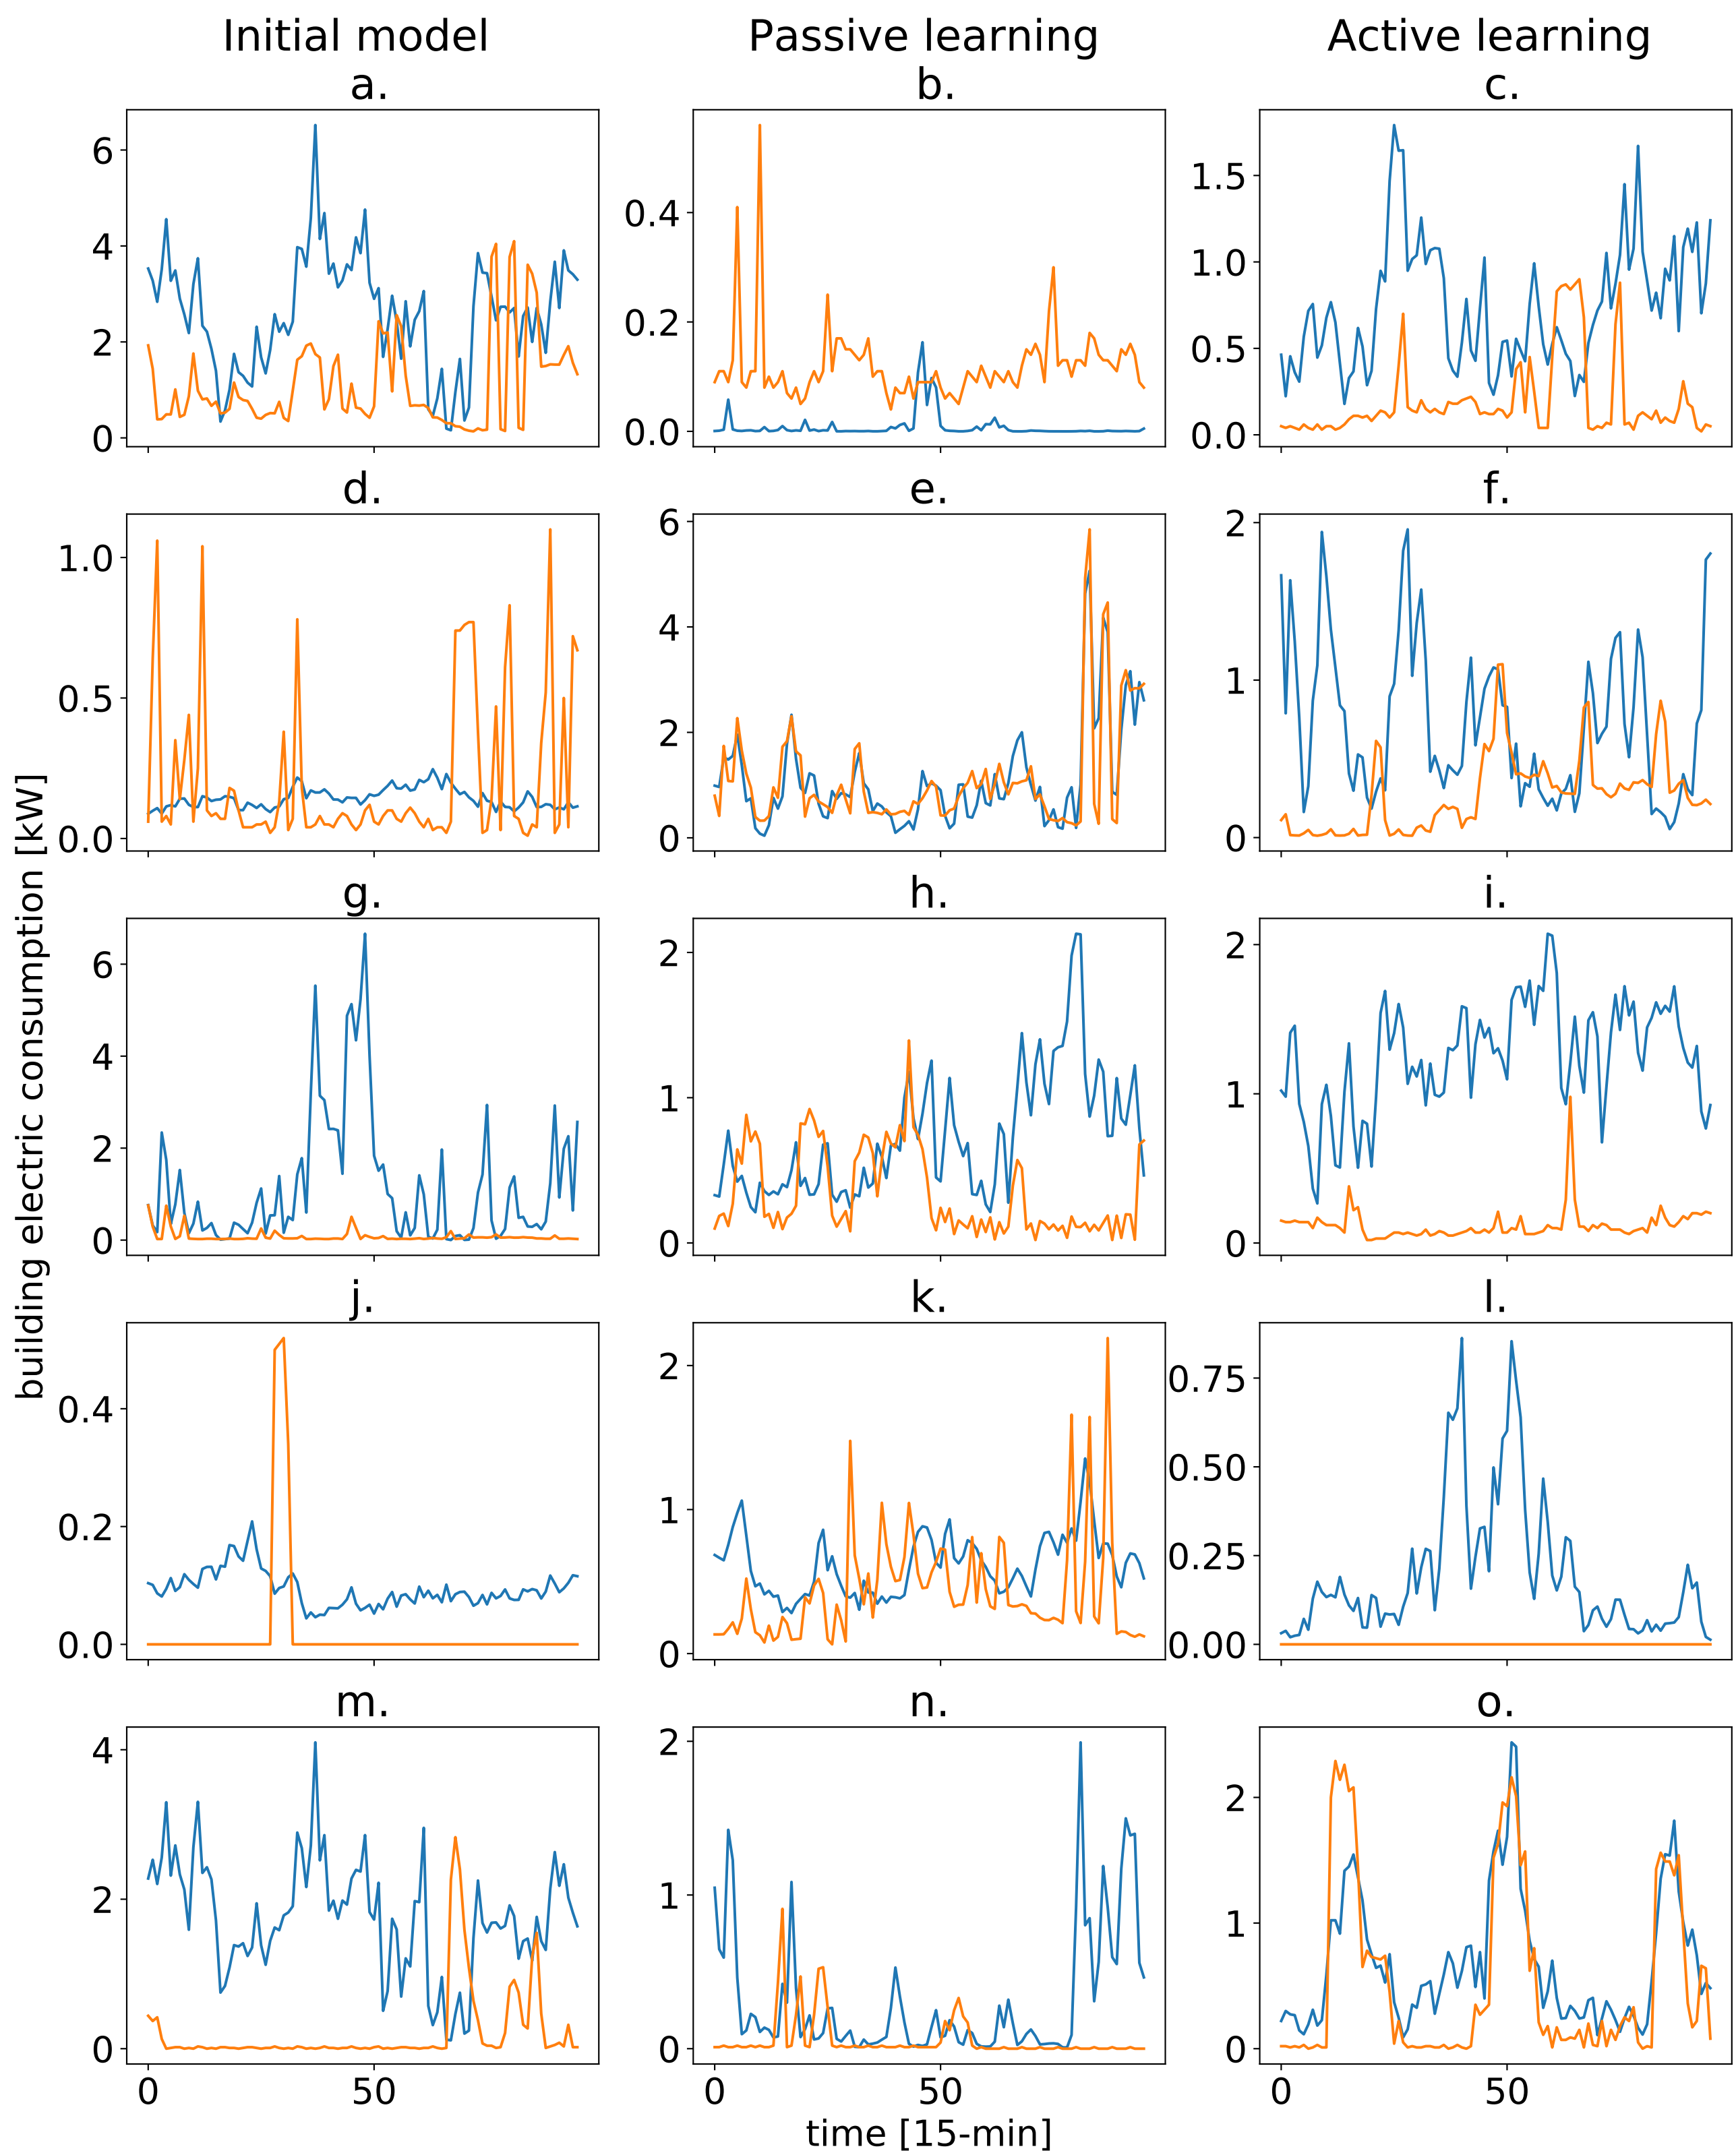 Initial model
Passive learning
Active learning
a.
b.
c.
6
4
2
0
0.4
0.2
0.0
1.5
1.0
0.5
0.0
d.
e.
f.
1.0
0.5
0.0
6
4
2
0
2
1
0
g.
h.
i.
6
4
2
0
2
1
0
2
1
0
building electric consumption [kW]
j.
k.
l.
0.4
0.2
0.0
2
1
0
0.75
0.50
0.25
0.00
m.
n.
o.
4
2
0
2
1
0
2
1
0
0
50
0
50
0
50
time [15-min]